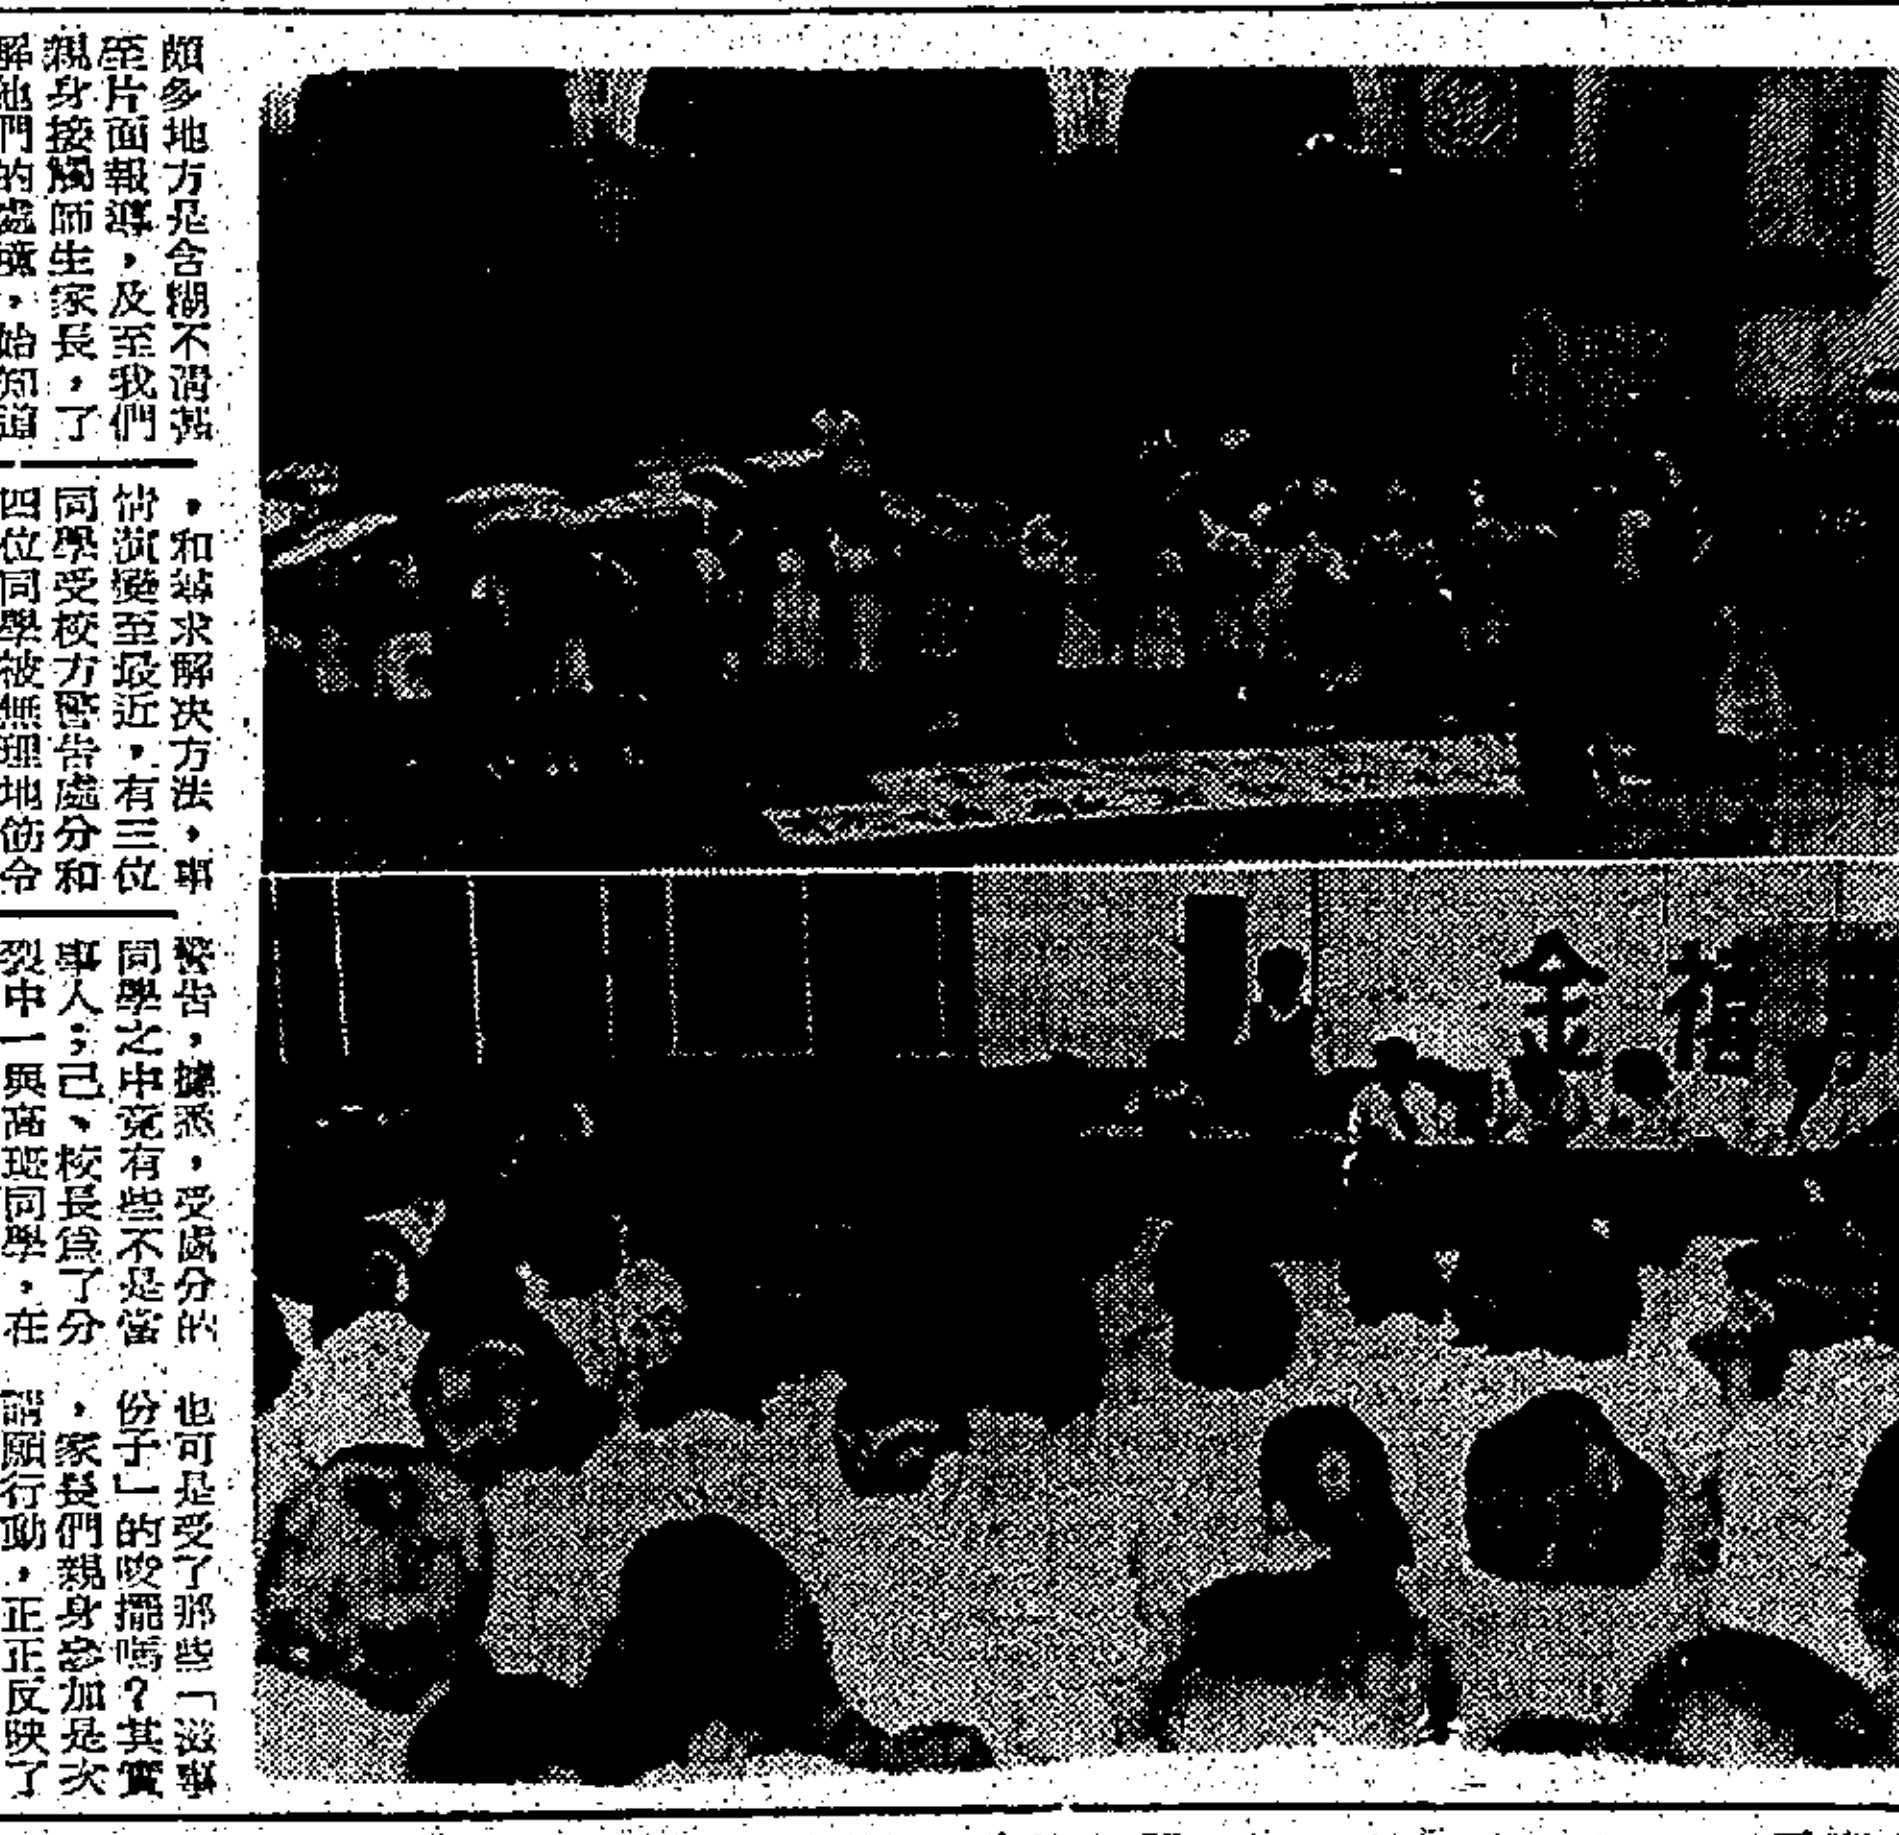 頗多地方是含糊不清甚
至片面報導，及至我們
親身接觸師生家長，了
解他們的處境，始知道
，和尋求解決方法，事
情演變至最近，有三位
同學受校方警告處分和
四位同學被無理地飭令
警告，據悉，受處分的
同學之中竟有些不是當
事人；己、校長為了分
裂中一與高班同學，在
也可是受了那些「滋事
份子」的唆擺嗎？其實
，家長們親身參加是次
請願行動，正正反映了
金禧